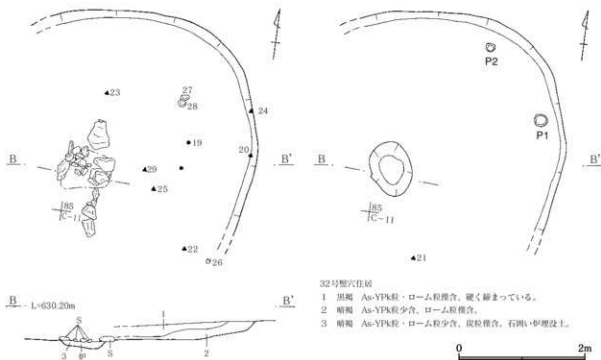 23
27
28
24
19
20
29
25
22
26
B
B'
85
C-11
P2
P1
B
B'
85
C-11
21
B
L=630.20m
B'
S
1
3
炉
S
2
32号竪穴住居
1 黒褐 As-YPk粒・ローム粒僅含、硬く締まっている。
2 暗褐 As-YPk粒少含、ローム粒僅含。
3 暗褐 As-YPk粒・ローム粒少含、炭粒僅含、石囲い炉埋没土。
0
2m